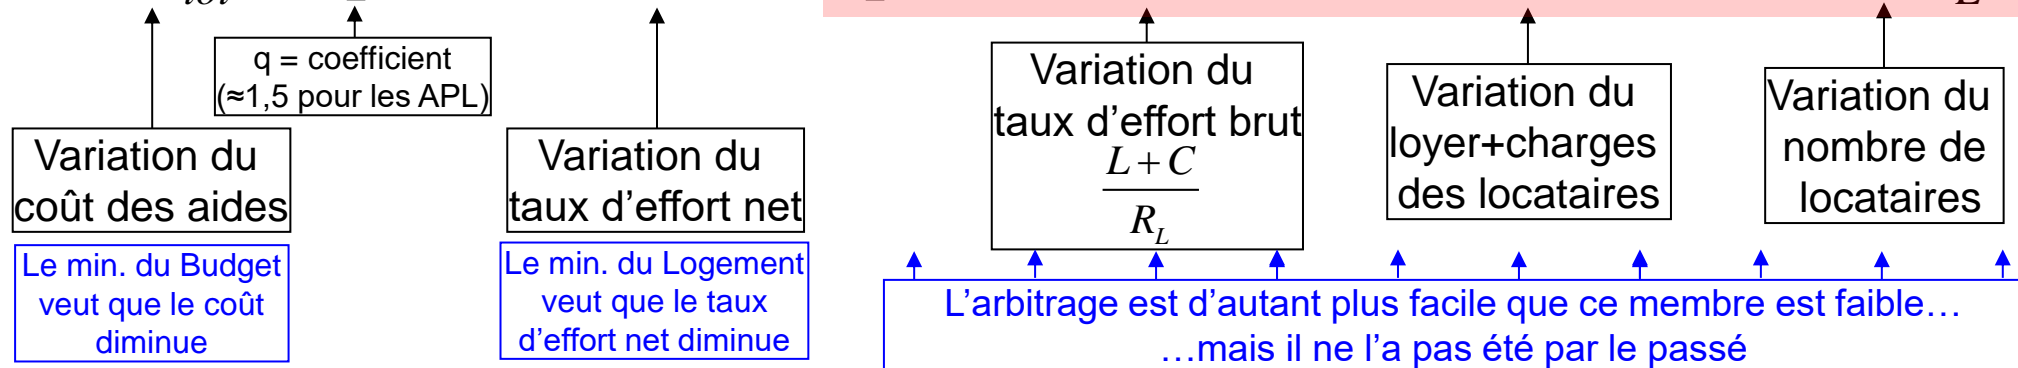 q = coefficient
(≈1,5 pour les APL)
Variation du
coût des aides
Le min. du Budget
veut que le coût
diminue
Variation du
taux d’effort net
Le min. du Logement
veut que le taux
d’effort net diminue
Variation du
taux d’effort brut
L + C
R_L
Variation du
loyer+charges
des locataires
Variation du
nombre de
locataires
L’arbitrage est d’autant plus facile que ce membre est faible…
…mais il ne l’a pas été par le passé